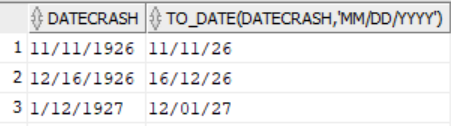 DATECRASH TO_DATE(DATECRASH,'MM/DD/YYYY')
1 11/11/1926 11/11/26
2 12/16/1926 16/12/26
3 1/12/1927 12/01/27